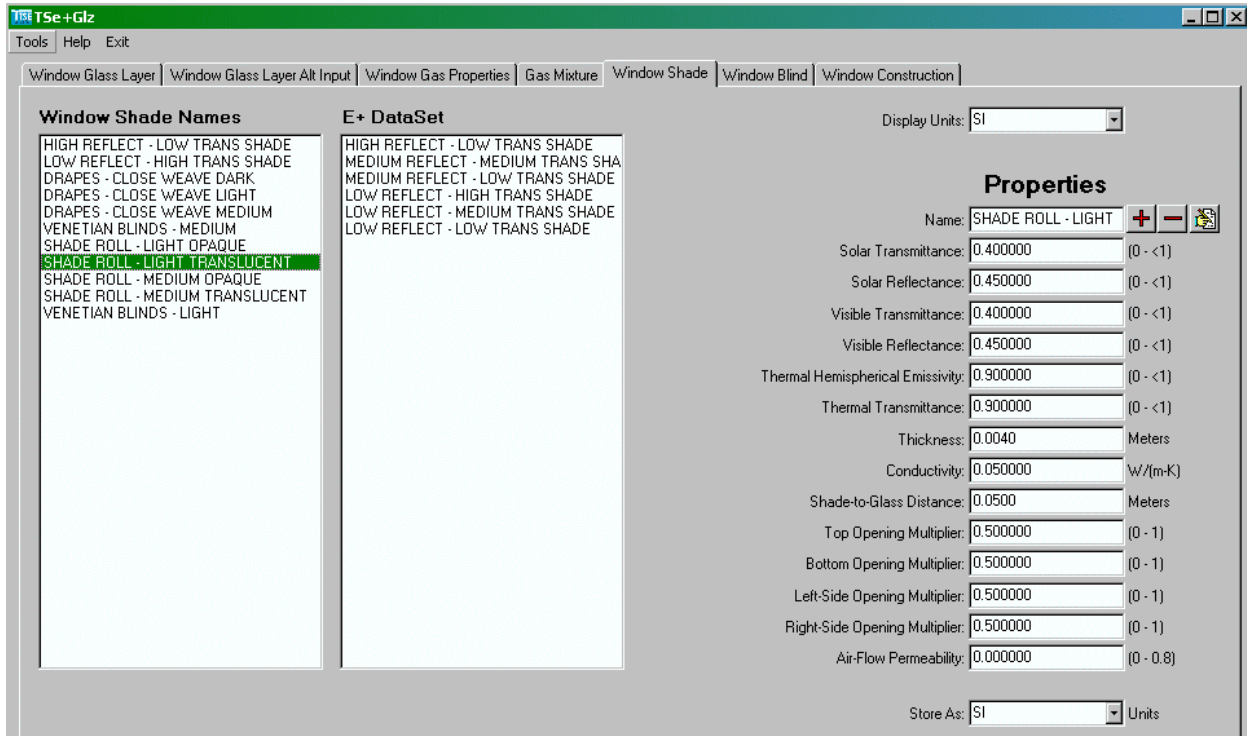 TSe+Glz
Tools Help Exit
Window Glass Layer Window Glass Layer Alt Input Window Gas Properties Gas Mixture Window Shade Window Blind Window Construction
Window Shade Names
HIGH REFLECT - LOW TRANS SHADE
LOW REFLECT - HIGH TRANS SHADE
DRAPES - CLOSE WEAVE DARK
DRAPES - CLOSE WEAVE LIGHT
DRAPES - CLOSE WEAVE MEDIUM
VENETIAN BLINDS - MEDIUM
SHADE ROLL - LIGHT OPAQUE
SHADE ROLL - LIGHT TRANSLUCENT
SHADE ROLL - MEDIUM OPAQUE
SHADE ROLL - MEDIUM TRANSLUCENT
VENETIAN BLINDS - LIGHT
E+ DataSet
HIGH REFLECT - LOW TRANS SHADE
MEDIUM REFLECT - MEDIUM TRANS SHA
MEDIUM REFLECT - LOW TRANS SHADE
LOW REFLECT - HIGH TRANS SHADE
LOW REFLECT - MEDIUM TRANS SHADE
LOW REFLECT - LOW TRANS SHADE
Display Units: SI
Properties
Name: SHADE ROLL - LIGHT
Solar Transmittance: 0.400000 (0 - <1)
Solar Reflectance: 0.450000 (0 - <1)
Visible Transmittance: 0.400000 (0 - <1)
Visible Reflectance: 0.450000 (0 - <1)
Thermal Hemispherical Emissivity: 0.900000 (0 - <1)
Thermal Transmittance: 0.900000 (0 - <1)
Thickness: 0.0040 Meters
Conductivity: 0.050000 W/(m-K)
Shade-to-Glass Distance: 0.0500 Meters
Top Opening Multiplier: 0.500000 (0 - 1)
Bottom Opening Multiplier: 0.500000 (0 - 1)
Left-Side Opening Multiplier: 0.500000 (0 - 1)
Right-Side Opening Multiplier: 0.500000 (0 - 1)
Air-Flow Permeability: 0.000000 (0 - 0.8)
Store As: SI Units